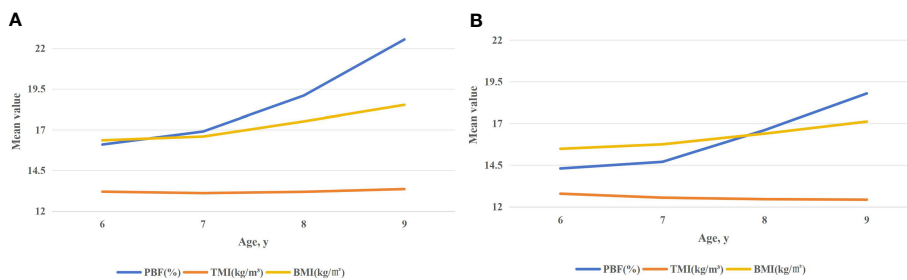 A
22
19.5
17
14.5
12
Mean value
6 7 8 9
Age, y
PBF(%) TMI(kg/m³) BMI(kg/㎡)
B
22
19.5
17
14.5
12
Mean value
6 7 8 9
Age, y
PBF(%) TMI(kg/m³) BMI(kg/㎡)